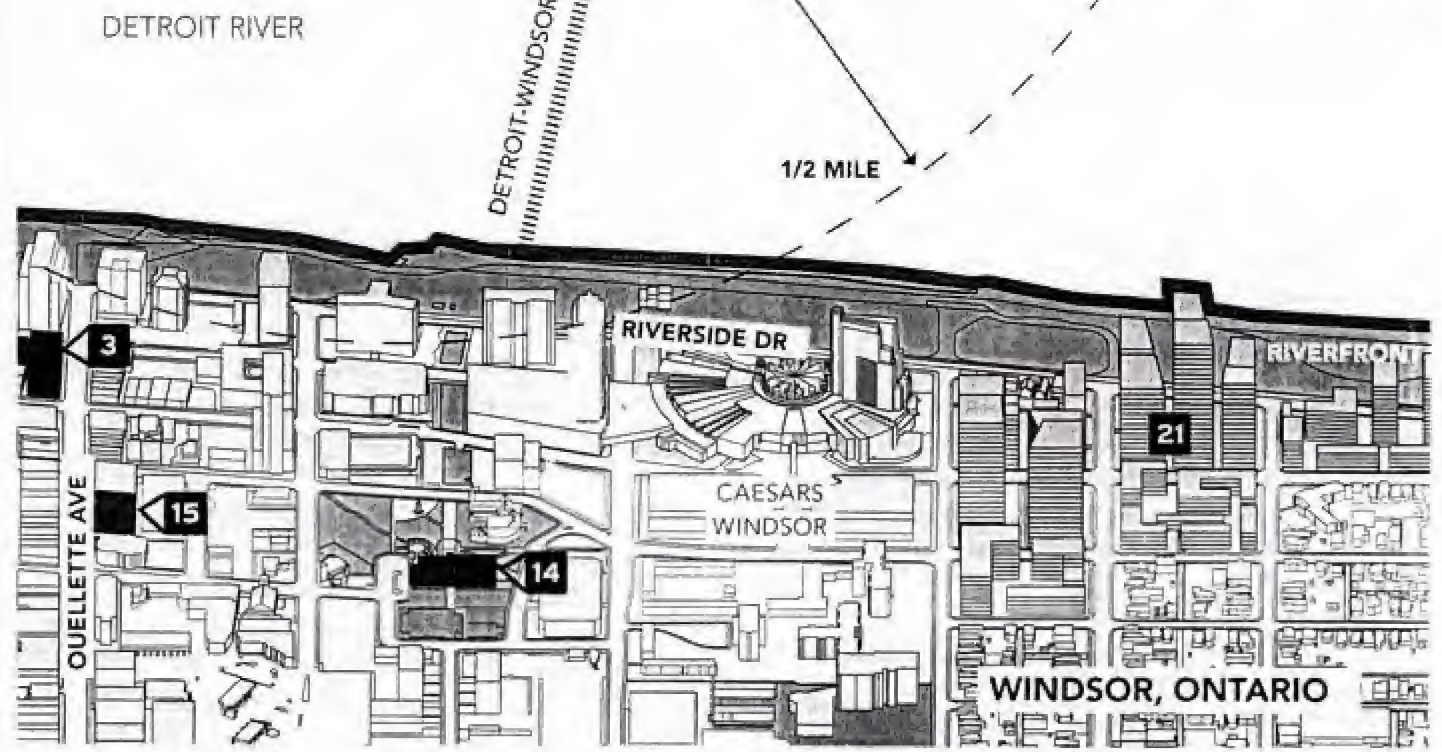 DETROIT RIVER
DETROIT-WINDSOR
1/2 MILE
RIVERSIDE DR
3
RIVERFRONT
21
OUELLETTE AVE
15
CAESARS
WINDSOR
14
WINDSOR, ONTARIO